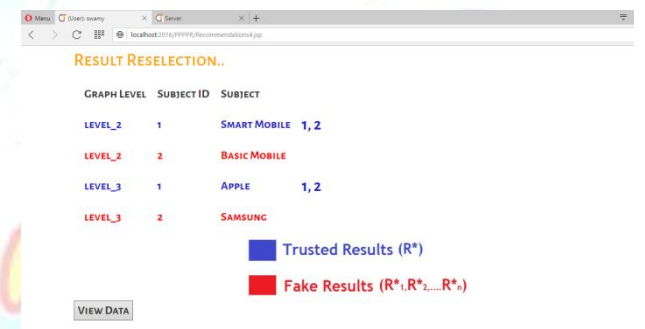 Menu (User): swamy × Server × +
localhost:2016/PPPPR/Recommendations4.jsp
Result Reselection..
Graph Level Subject ID Subject
level_2 1 Smart Mobile 1, 2
level_2 2 Basic Mobile
level_3 1 Apple 1, 2
level_3 2 Samsung
Trusted Results (R*)
Fake Results (R*1,R*2,....R*n)
View Data